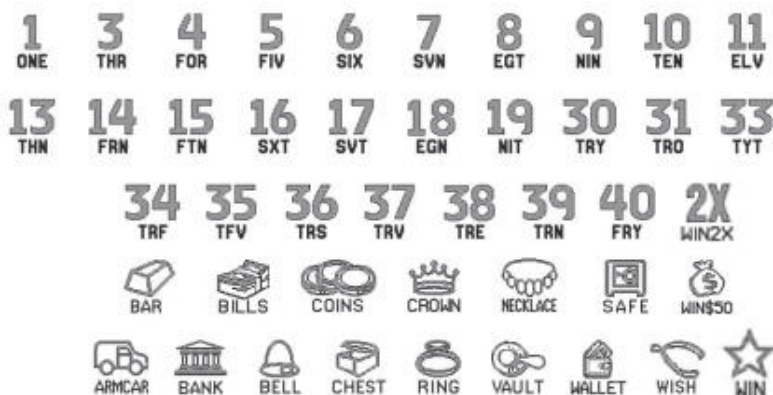 1 3 4 5 6 7 8 9 10 11
ONE THR FOR FIV SIX SVN EGT NIN TEN ELV
13 14 15 16 17 18 19 30 31 33
THN FRN FTN SXT SVT EGN NIT TRY TRO TYT
34 35 36 37 38 39 40 2X
TRF TFV TRS TRV TRE TRN FRY WIN2X
$
BAR BILLS COINS CROWN NECKLACE SAFE WIN$50
ARMCAR BANK BELL CHEST RING VAULT WALLET WISH WIN